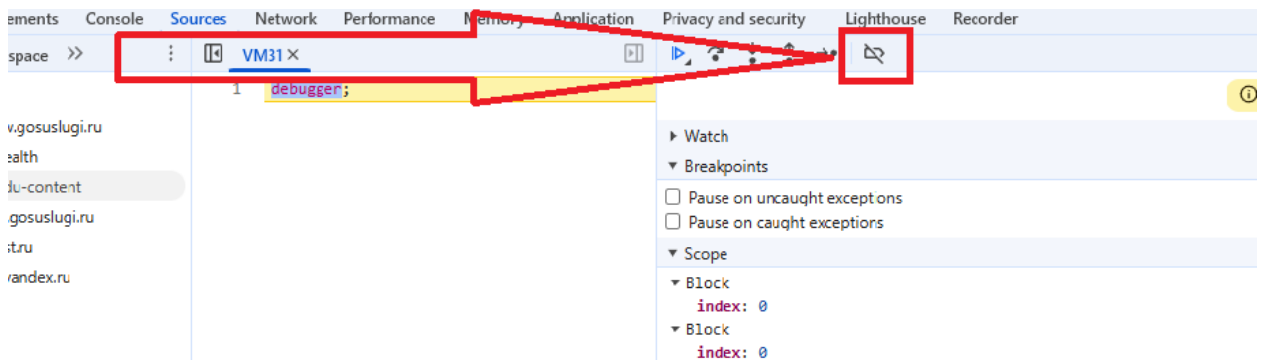 ements Console Sources Network Performance Memory Application Privacy and security Lighthouse Recorder
space
VM31
1 debugger;
v.gosuslugi.ru
ealth
du-content
.gosuslugi.ru
st.ru
yandex.ru
Watch
Breakpoints
Pause on uncaught exceptions
Pause on caught exceptions
Scope
Block
index: 0
Block
index: 0